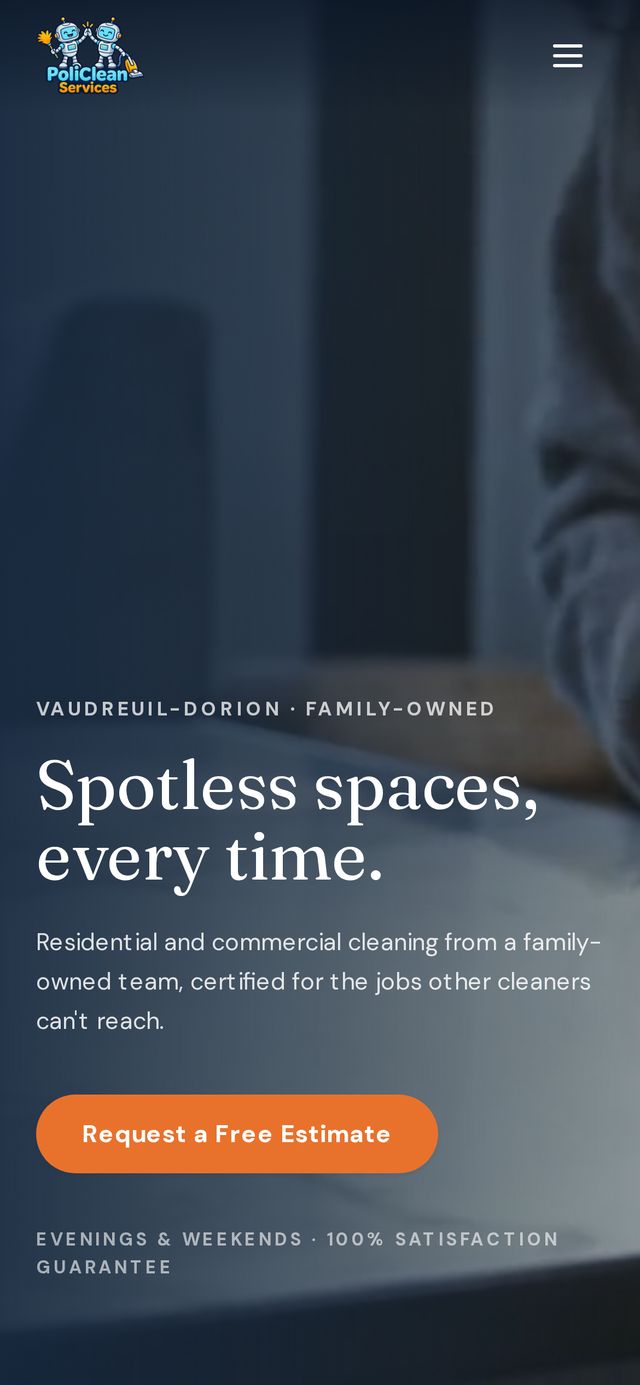 PoliClean
Services
VAUDREUIL-DORION · FAMILY-OWNED
Spotless spaces,
every time.
Residential and commercial cleaning from a family-
owned team, certified for the jobs other cleaners
can't reach.
Request a Free Estimate
EVENINGS & WEEKENDS · 100% SATISFACTION
GUARANTEE